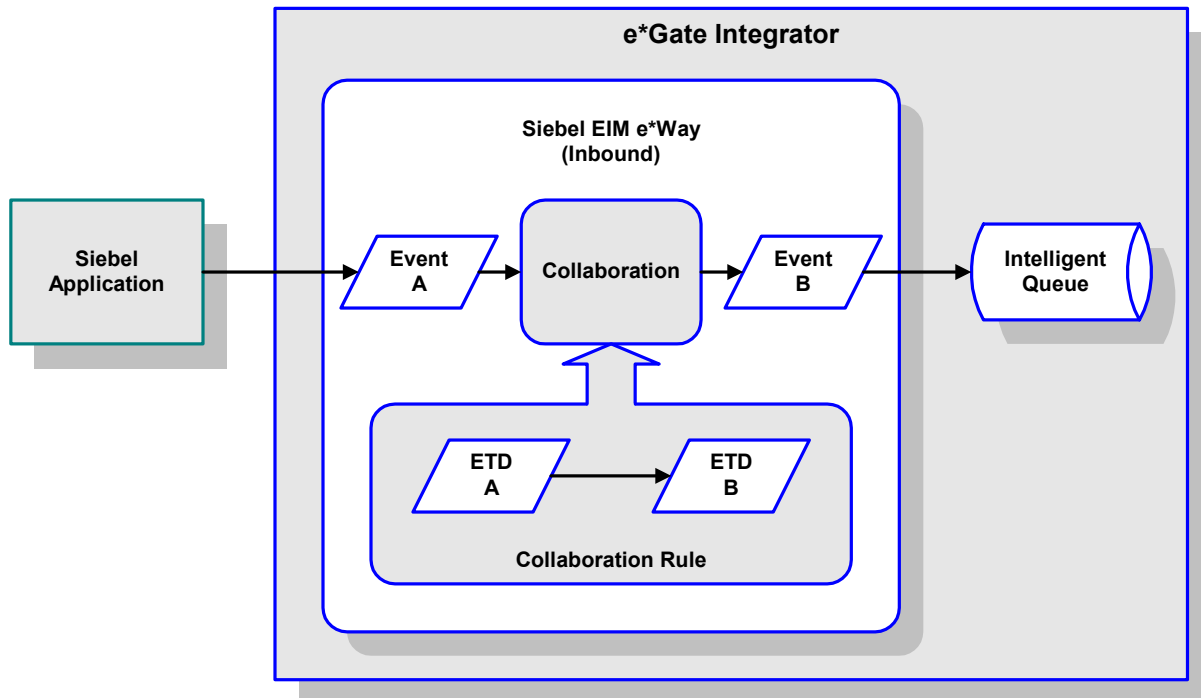 e*Gate Integrator
Siebel EIM e*Way
(Inbound)
Siebel
Application
Event
A
Collaboration
Event
B
Intelligent
Queue
ETD
A
ETD
B
Collaboration Rule